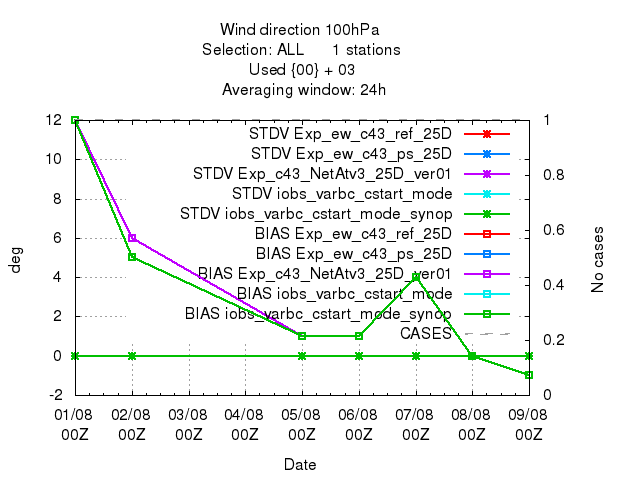 Wind direction 100hPa
Selection: ALL 1 stations
Used {00} + 03
Averaging window: 24h
12
10
8
6
4
2
0
-2
deg
1
0.8
0.6
0.4
0.2
0
No cases
STDV Exp_ew_c43_ref_25D
STDV Exp_ew_c43_ps_25D
STDV Exp_c43_NetAtv3_25D_ver01
STDV iobs_varbc_cstart_mode
STDV iobs_varbc_cstart_mode_synop
BIAS Exp_ew_c43_ref_25D
BIAS Exp_ew_c43_ps_25D
BIAS Exp_c43_NetAtv3_25D_ver01
BIAS iobs_varbc_cstart_mode
BIAS iobs_varbc_cstart_mode_synop
CASES
01/08 02/08 03/08 04/08 05/08 06/08 07/08 08/08 09/08
00Z 00Z 00Z 00Z 00Z 00Z 00Z 00Z 00Z
Date